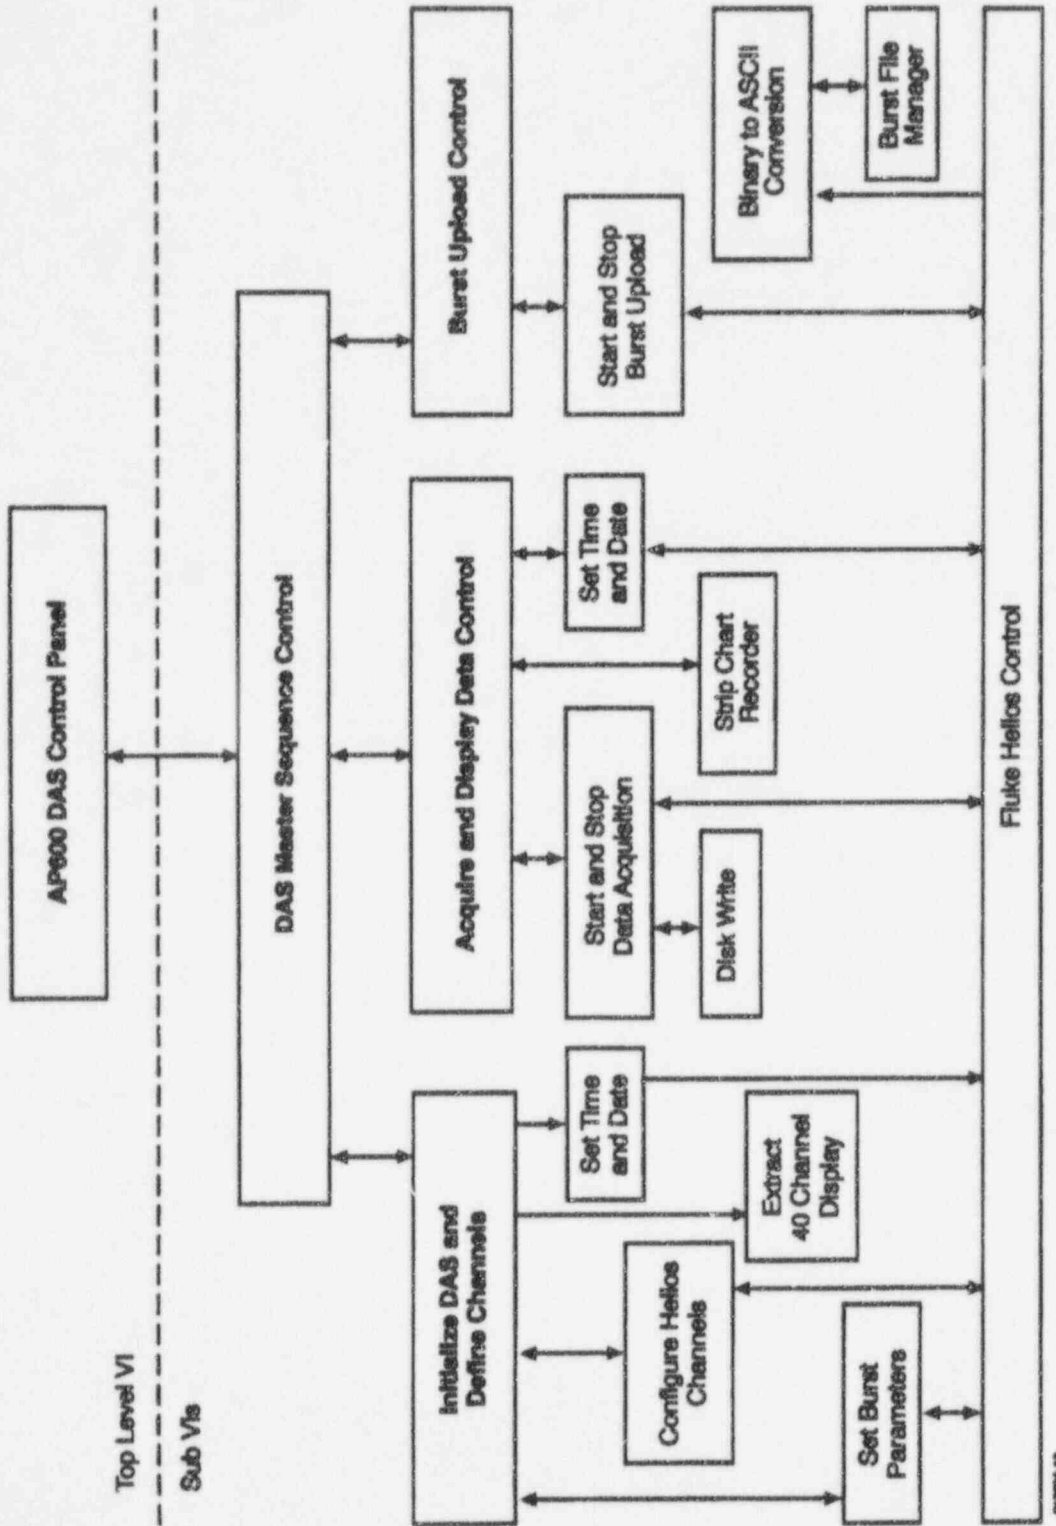 AP600 DAS Control Panel
Top Level VI
Sub VIs
DAS Master Sequence Control
Initialize DAS and
Define Channels
Acquire and Display Data Control
Burst Upload Control
Set Time
and Date
Start and Stop
Data Acquisition
Set Time
and Date
Start and Stop
Burst Upload
Configure Helios
Channels
Extract
40 Channel
Display
Disk Write
Strip Chart
Recorder
Binary to ASCII
Conversion
Set Burst
Parameters
Burst File
Manager
Fluke Helios Control